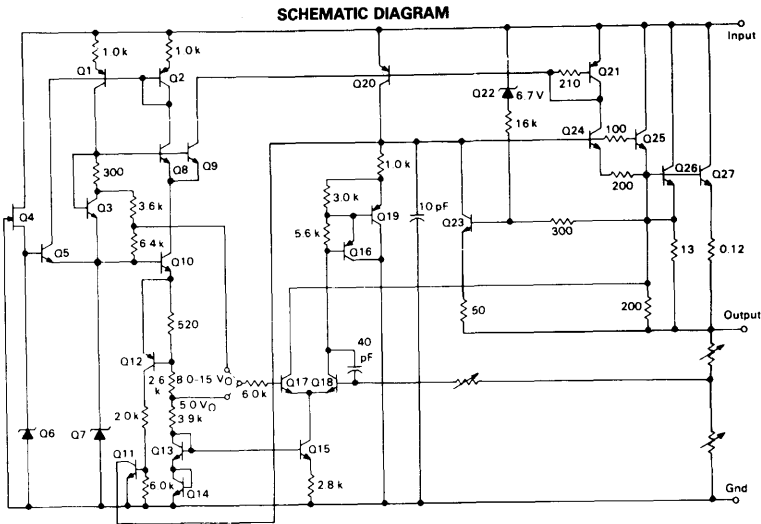 SCHEMATIC DIAGRAM
Input
1.0 k
1.0 k
Q1
Q2
Q20
Q22
6.7 V
210
Q21
16 k
Q24
100
Q25
Q26
Q27
300
Q8
Q9
1.0 k
200
Q4
Q3
3.6 k
3.0 k
Q19
10 pF
Q23
Q5
6.4 k
Q10
5.6 k
Q16
300
13
0.12
520
50
200
Output
40
pF
Q12
2.6
k
8.0-15 VO
6.0 k
Q17
Q18
5.0 VO
2.0 k
3.9 k
Q6
Q7
Q11
Q13
Q15
6.0 k
Q14
2.8 k
Gnd